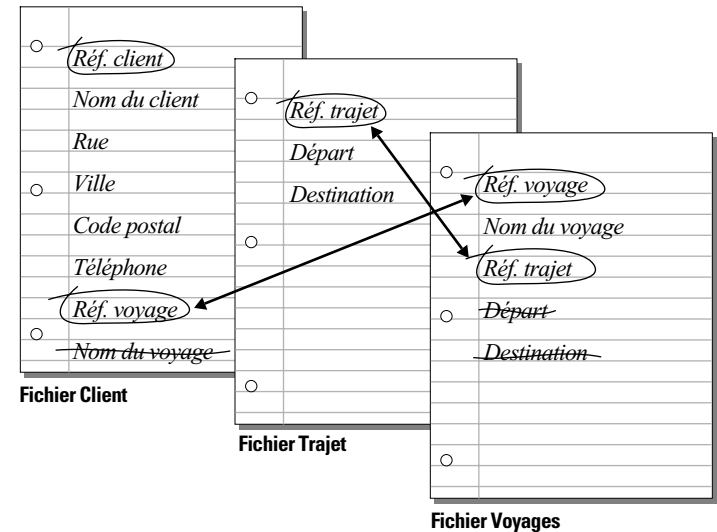 Réf. client
Nom du client
Rue
Ville
Code postal
Téléphone
Réf. voyage
Nom du voyage
Fichier Client
Réf. trajet
Départ
Destination
Fichier Trajet
Réf. voyage
Nom du voyage
Réf. trajet
Départ
Destination
Fichier Voyages